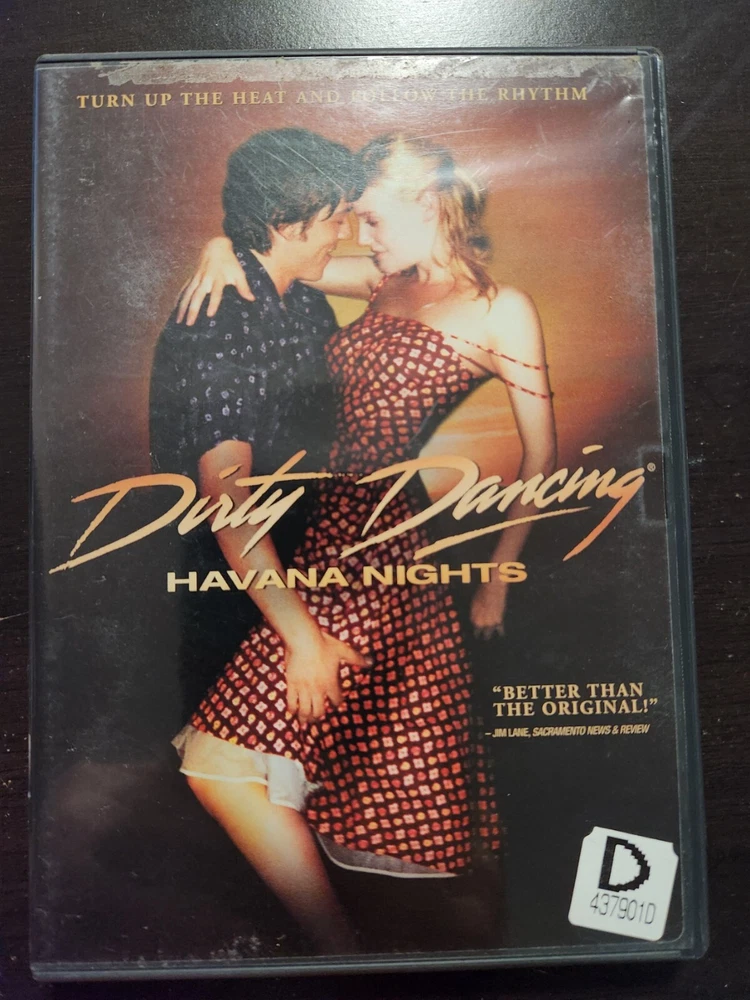 TURN UP THE HEAT AND FOLLOW THE RHYTHM
Dirty Dancing®
HAVANA NIGHTS
“BETTER THAN
THE ORIGINAL!”
– JIM LANE, SACRAMENTO NEWS & REVIEW
D
437901D